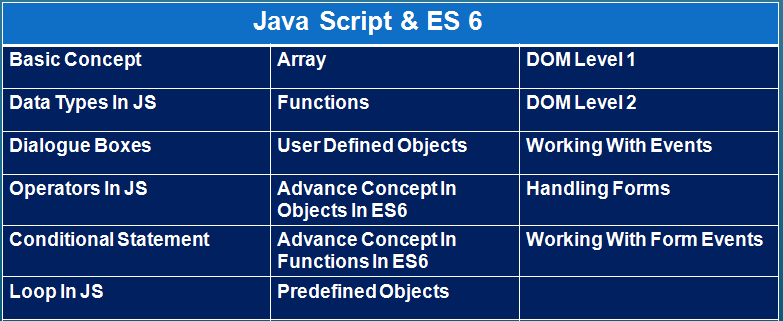 Java Script & ES 6
Basic Concept
Array
DOM Level 1
Data Types In JS
Functions
DOM Level 2
Dialogue Boxes
User Defined Objects
Working With Events
Operators In JS
Advance Concept In
Objects In ES6
Handling Forms
Conditional Statement
Advance Concept In
Functions In ES6
Working With Form Events
Loop In JS
Predefined Objects